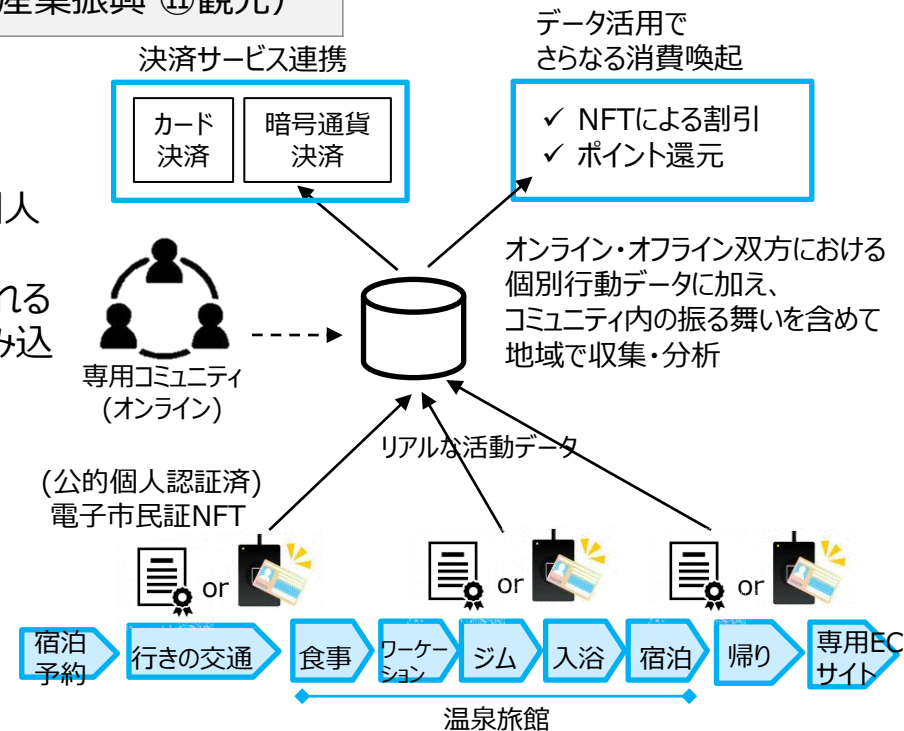 産業振興 ⑪観光)
決済サービス連携
カード
決済
暗号通貨
決済
データ活用で
さらなる消費喚起
✓ NFTによる割引
✓ ポイント還元
人
れる
み込
専用コミュニティ
(オンライン)
オンライン・オフライン双方における
個別行動データに加え、
コミュニティ内の振る舞いを含めて
地域で収集・分析
リアルな活動データ
(公的個人認証済)
電子市民証NFT
or
or
or
宿泊
予約
行きの交通
食事
ワーケー
ション
ジム
入浴
宿泊
帰り
専用EC
サイト
温泉旅館